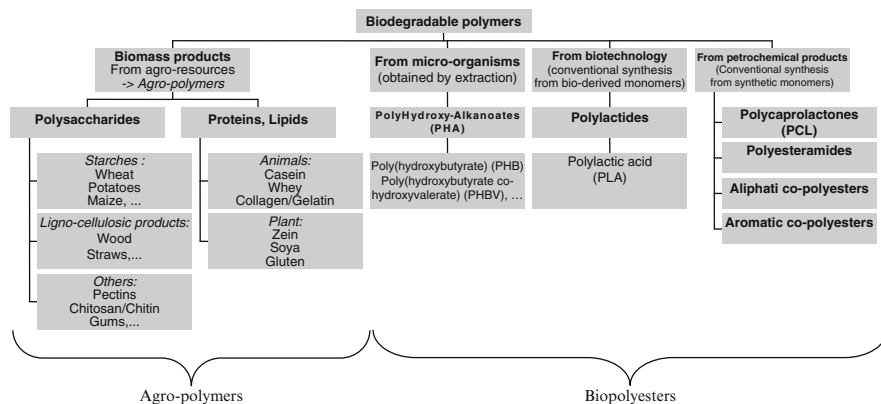 Biodegradable polymers
Biomass products
From agro-resources
-> Agro-polymers
From micro-organisms
(obtained by extraction)
From biotechnology
(conventional synthesis
from bio-derived monomers)
From petrochemical products
(Conventional synthesis
from synthetic monomers)
Polysaccharides
Proteins, Lipids
PolyHydroxy-Alkanoates
(PHA)
Polylactides
Polycaprolactones
(PCL)
Polyesteramides
Aliphati co-polyesters
Aromatic co-polyesters
Starches :
Wheat
Potatoes
Maize, ...
Ligno-cellulosic products:
Wood
Straws,...
Others:
Pectins
Chitosan/Chitin
Gums,...
Animals:
Casein
Whey
Collagen/Gelatin
Plant:
Zein
Soya
Gluten
Poly(hydroxybutyrate) (PHB)
Poly(hydroxybutyrate co-
hydroxyvalerate) (PHBV), ...
Polylactic acid
(PLA)
Agro-polymers
Biopolyesters